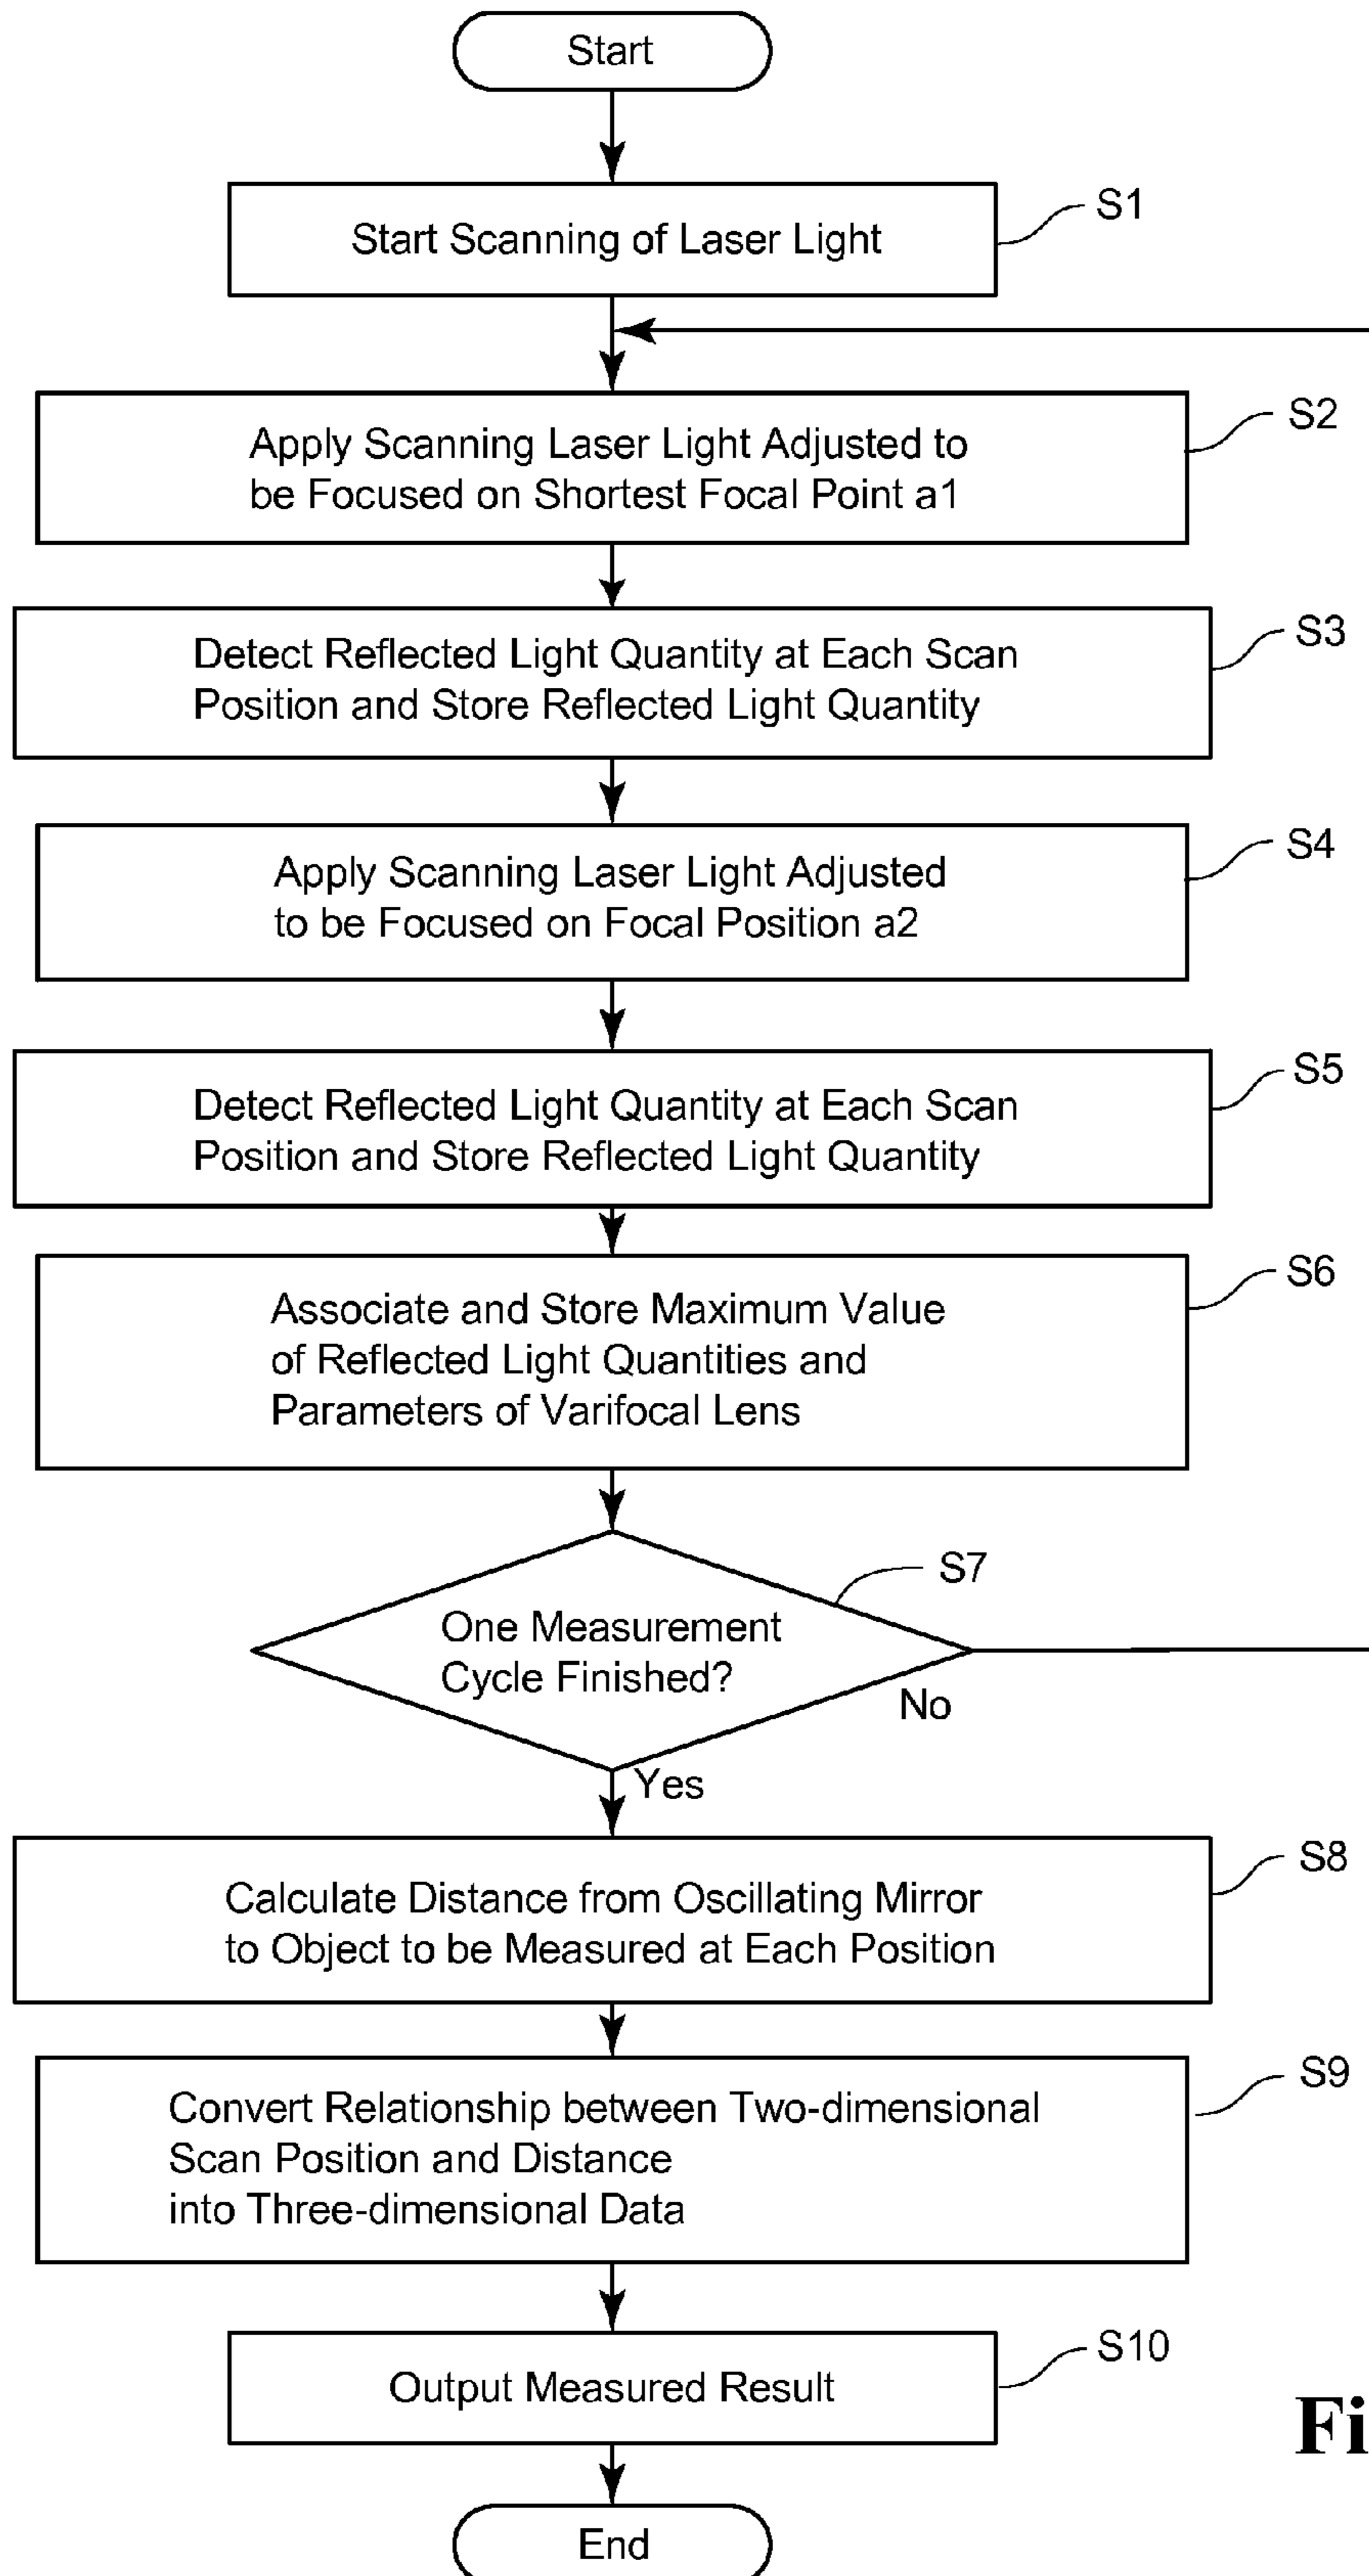 Start
Start Scanning of Laser Light
S1
Apply Scanning Laser Light Adjusted to
be Focused on Shortest Focal Point a1
S2
Detect Reflected Light Quantity at Each Scan
Position and Store Reflected Light Quantity
S3
Apply Scanning Laser Light Adjusted
to be Focused on Focal Position a2
S4
Detect Reflected Light Quantity at Each Scan
Position and Store Reflected Light Quantity
S5
Associate and Store Maximum Value
of Reflected Light Quantities and
Parameters of Varifocal Lens
S6
One Measurement
Cycle Finished?
S7
No
Yes
Calculate Distance from Oscillating Mirror
to Object to be Measured at Each Position
S8
Convert Relationship between Two-dimensional
Scan Position and Distance
into Three-dimensional Data
S9
Output Measured Result
S10
Fi
End